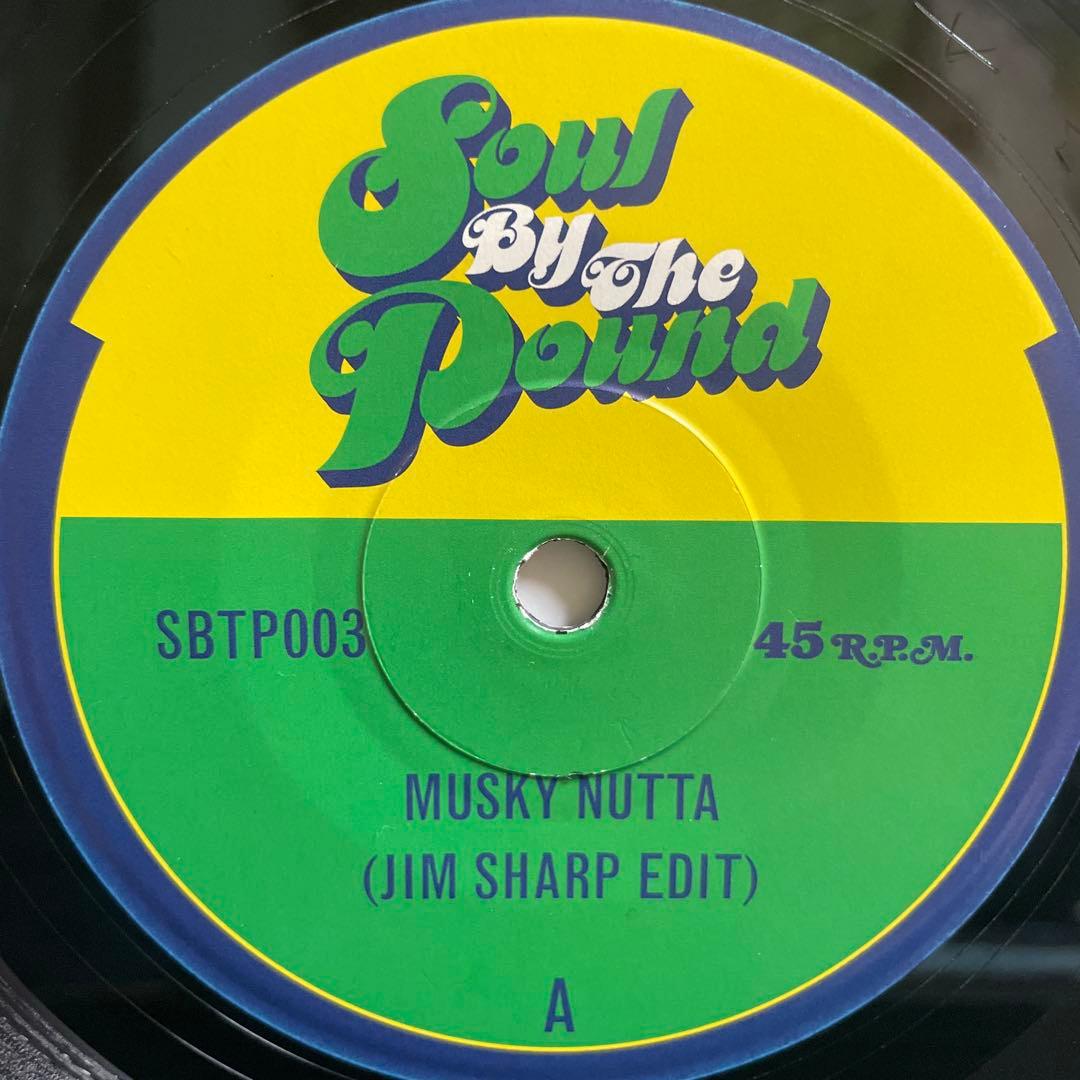 Soul
By The
Pound
SBTP003
45 R.P.M.
MUSKY NUTTA
(JIM SHARP EDIT)
A